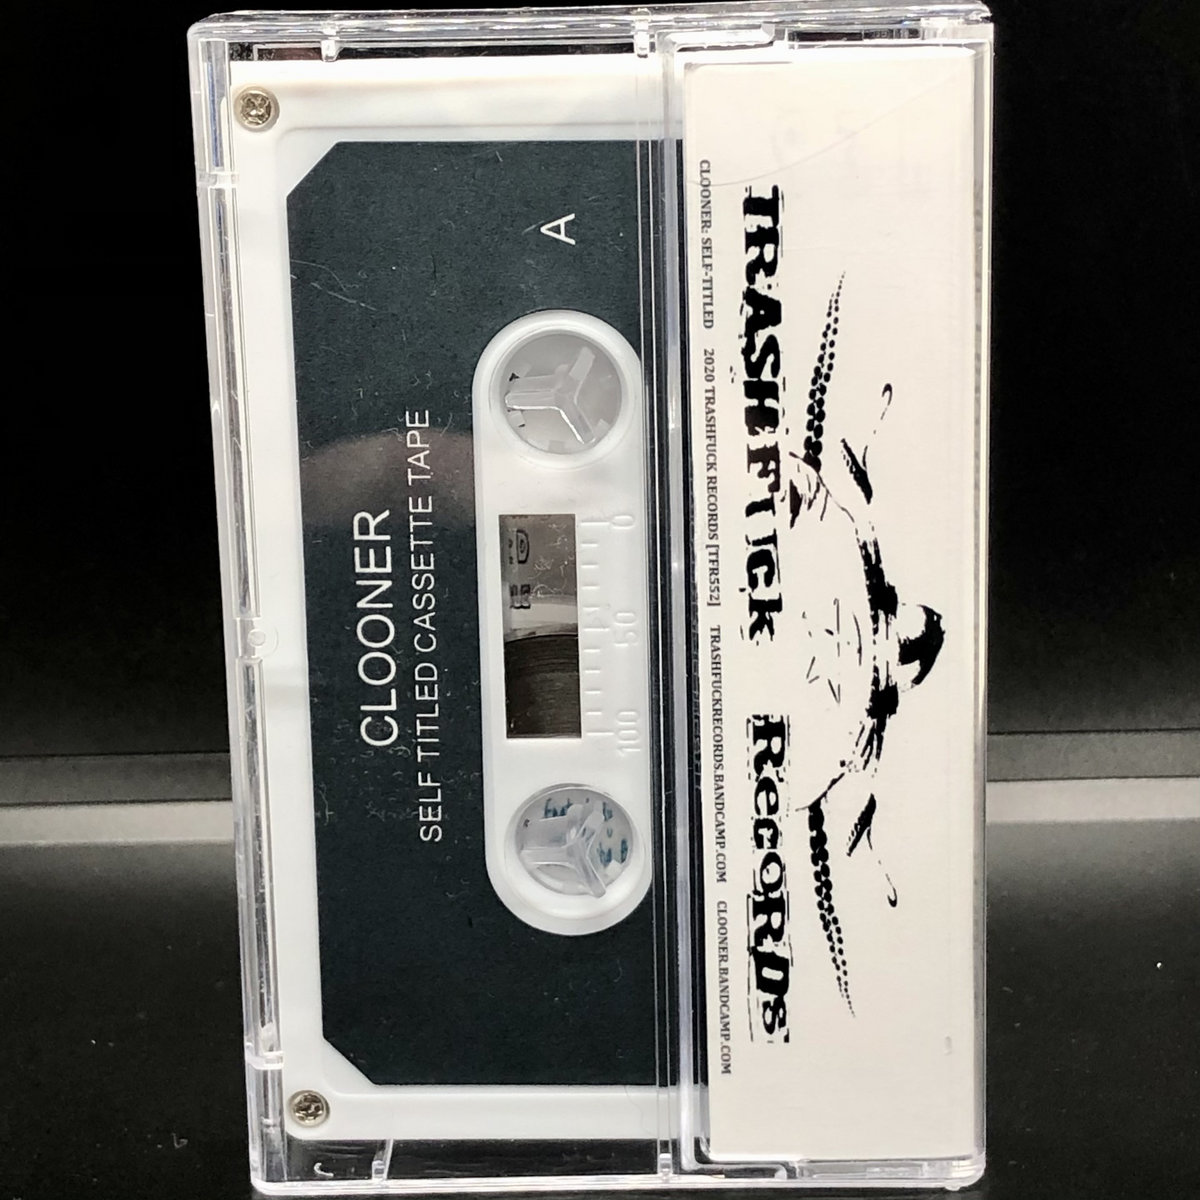 CLOONER
SELF TITLED CASSETTE TAPE
A
0 50 100
CLOONER: SELF-TITLED 2020 TRASHFUCK RECORDS [TFR552] TRASHFUCKRECORDS.BANDCAMP.COM CLOONER.BANDCAMP.COM
TRASHFUCK RECORDS